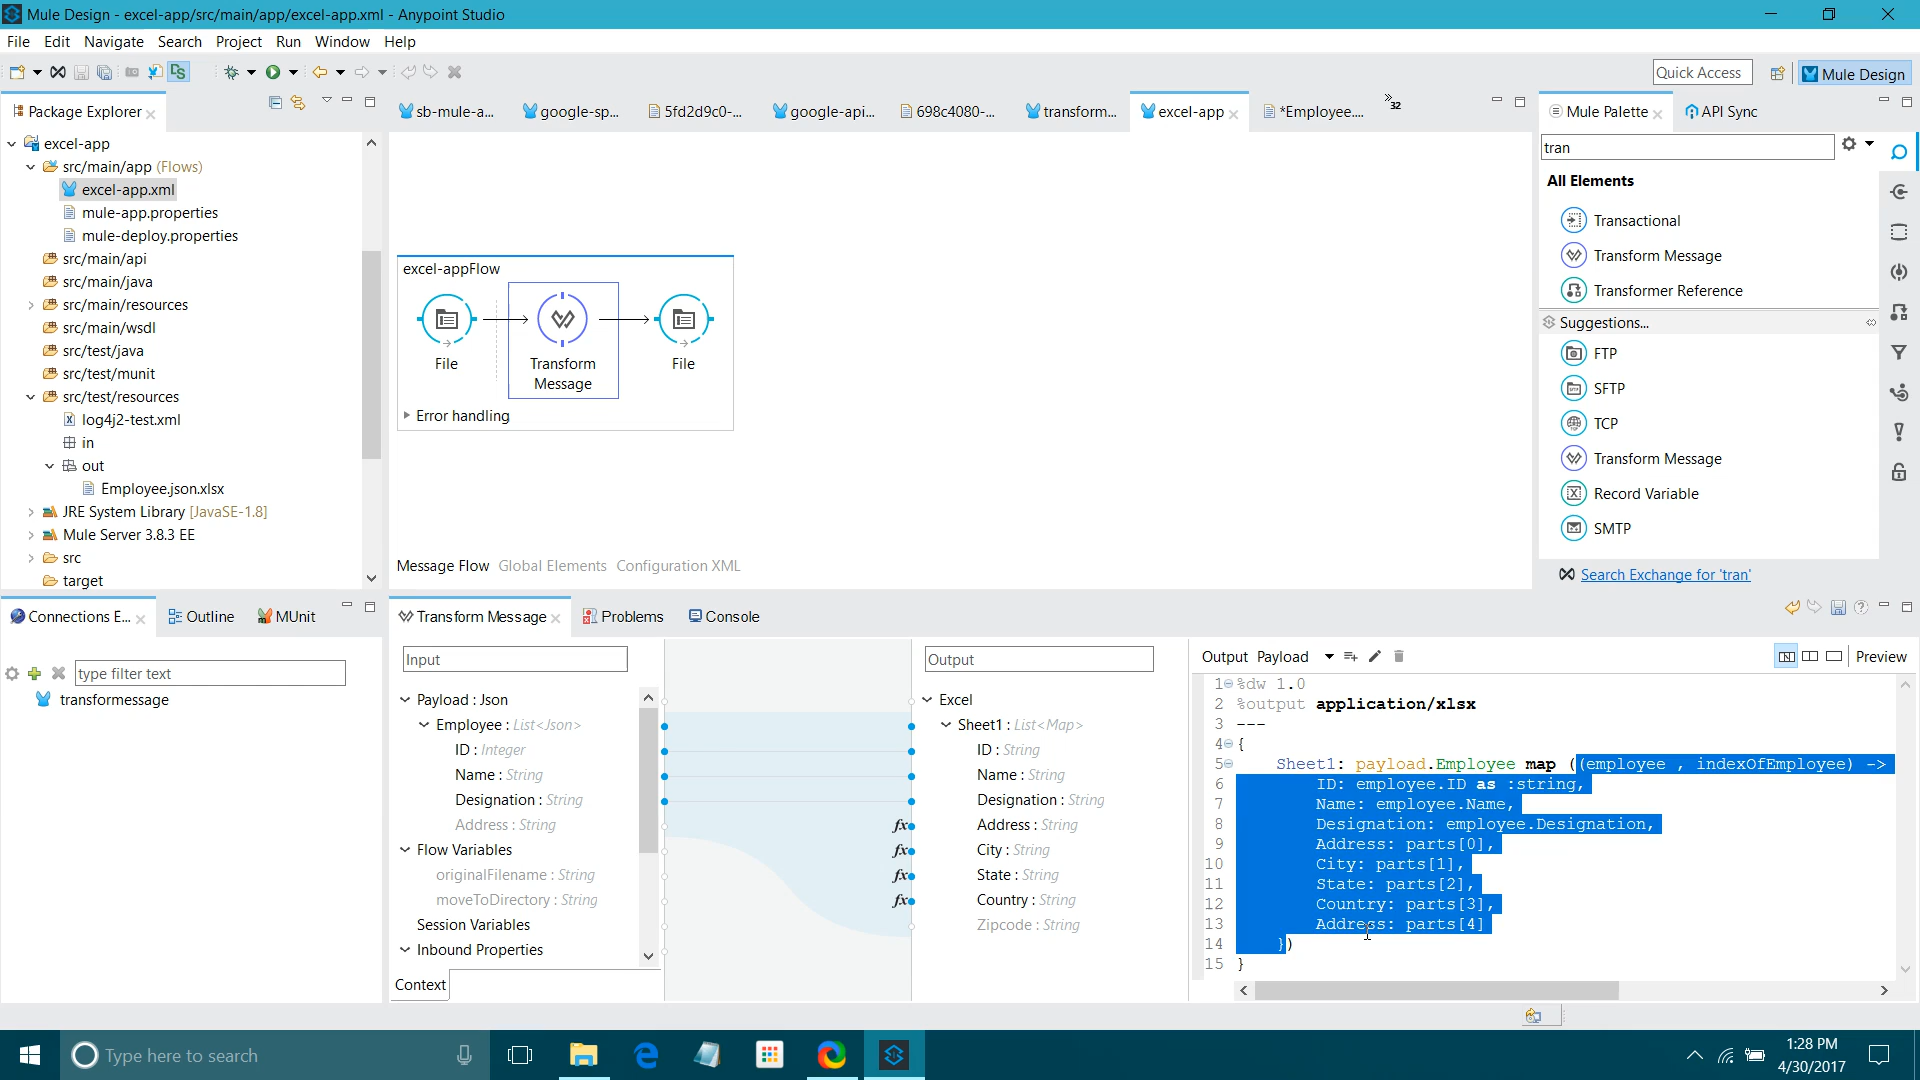 Mule Design - excel-app/src/main/app/excel-app.xml - Anypoint Studio
File Edit Navigate Search Project Run Window Help
Quick Access
Mule Design
Package Explorer
sb-mule-a...
google-sp...
5fd2d9c0-...
google-api...
698c4080-...
transform...
excel-app
*Employee....
32
Mule Palette
API Sync
excel-app
src/main/app (Flows)
excel-app.xml
mule-app.properties
mule-deploy.properties
src/main/api
src/main/java
src/main/resources
src/main/wsdl
src/test/java
src/test/munit
src/test/resources
log4j2-test.xml
in
out
Employee.json.xlsx
JRE System Library [JavaSE-1.8]
Mule Server 3.8.3 EE
src
target
excel-appFlow
File
Transform
Message
File
Error handling
Message Flow Global Elements Configuration XML
tran
All Elements
Transactional
Transform Message
Transformer Reference
Suggestions...
FTP
SFTP
TCP
Transform Message
Record Variable
SMTP
Search Exchange for 'tran'
Connections E...
Outline
MUnit
type filter text
transformessage
Transform Message
Problems
Console
Input
Payload : Json
Employee : List<Json>
ID : Integer
Name : String
Designation : String
Address : String
Flow Variables
originalFilename : String
moveToDirectory : String
Session Variables
Inbound Properties
Context
fx
fx
fx
fx
Output
Excel
Sheet1 : List<Map>
ID : String
Name : String
Designation : String
Address : String
City : String
State : String
Country : String
Zipcode : String
Output Payload
Preview
1 %dw 1.0
2 %output application/xlsx
3 ---
4 {
5 Sheet1: payload.Employee map ((employee , indexOfEmployee) ->
6 ID: employee.ID as :string,
7 Name: employee.Name,
8 Designation: employee.Designation,
9 Address: parts[0],
10 City: parts[1],
11 State: parts[2],
12 Country: parts[3],
13 Address: parts[4]
14 })
15 }
Type here to search
1:28 PM
4/30/2017